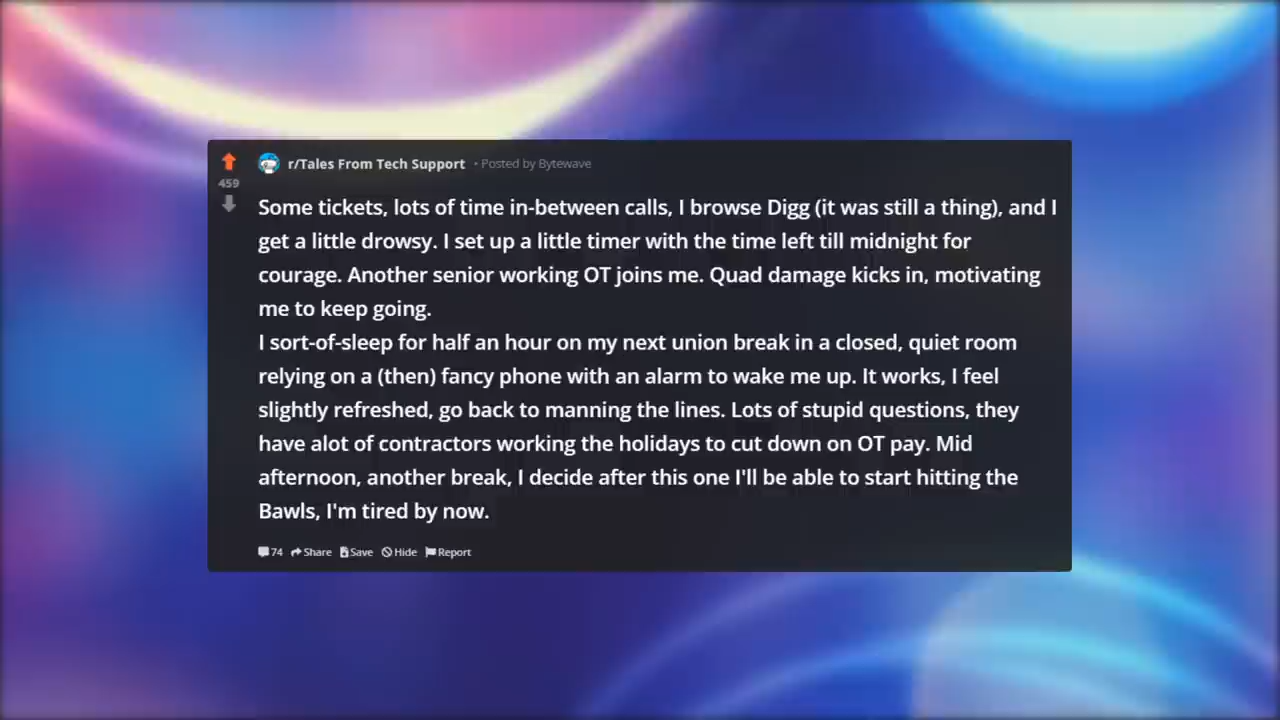 r/Tales From Tech Support • Posted by Bytewave
459
Some tickets, lots of time in-between calls, I browse Digg (it was still a thing), and I
get a little drowsy. I set up a little timer with the time left till midnight for
courage. Another senior working OT joins me. Quad damage kicks in, motivating
me to keep going.
I sort-of-sleep for half an hour on my next union break in a closed, quiet room
relying on a (then) fancy phone with an alarm to wake me up. It works, I feel
slightly refreshed, go back to manning the lines. Lots of stupid questions, they
have alot of contractors working the holidays to cut down on OT pay. Mid
afternoon, another break, I decide after this one I'll be able to start hitting the
Bawls, I'm tired by now.
74 Share Save Hide Report